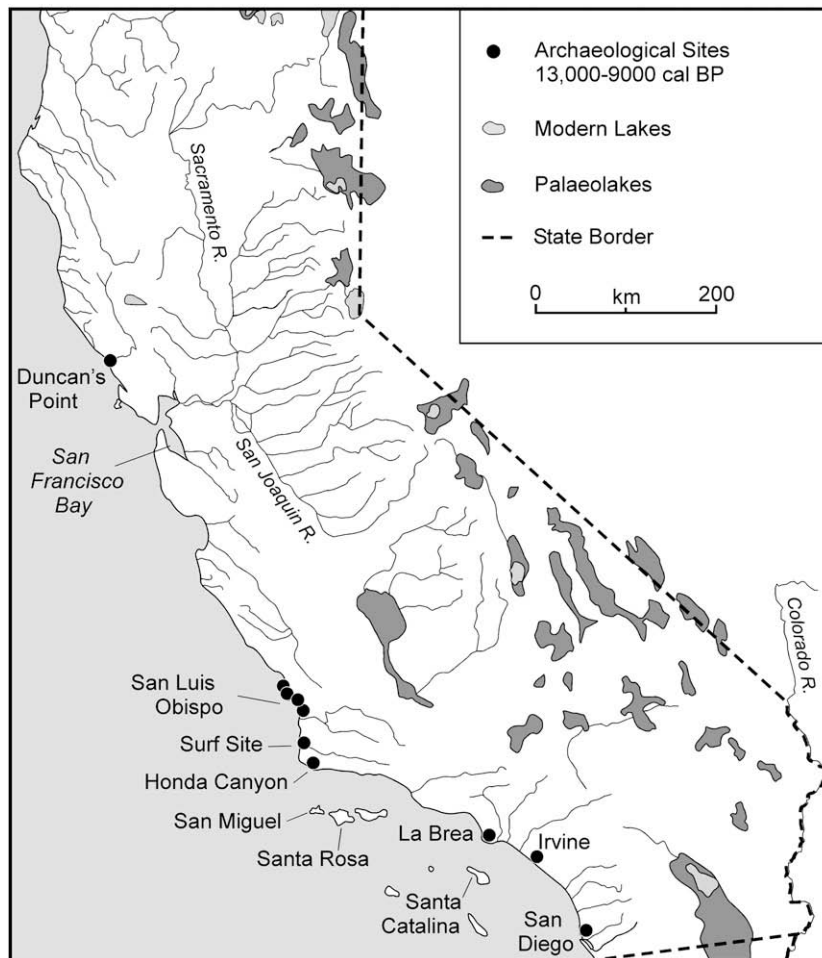 Archaeological Sites
13,000-9000 cal BP
Modern Lakes
Palaeolakes
State Border
0 km 200
Sacramento R.
Duncan's
Point
San
Francisco
Bay
San Joaquin R.
Colorado R.
San Luis
Obispo
Surf Site
Honda Canyon
San Miguel
Santa Rosa
La Brea
Irvine
Santa
Catalina
San
Diego